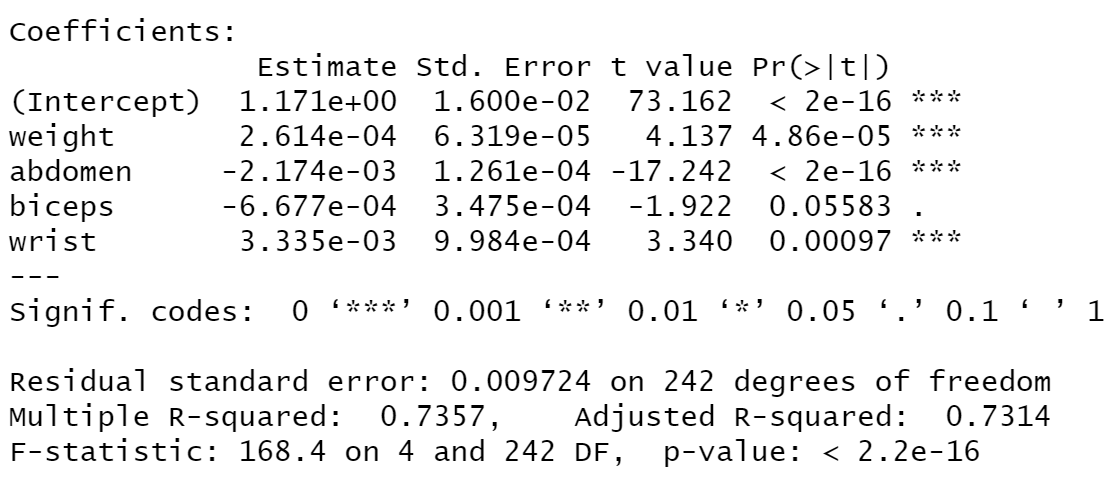 Coefficients:
              Estimate Std. Error t value Pr(>|t|)
(Intercept)  1.171e+00  1.600e-02  73.162  < 2e-16 ***
weight       2.614e-04  6.319e-05   4.137 4.86e-05 ***
abdomen     -2.174e-03  1.261e-04 -17.242  < 2e-16 ***
biceps      -6.677e-04  3.475e-04  -1.922  0.05583 .
wrist        3.335e-03  9.984e-04   3.340  0.00097 ***
---
Signif. codes:  0 ‘***’ 0.001 ‘**’ 0.01 ‘*’ 0.05 ‘.’ 0.1 ‘ ’ 1
Residual standard error: 0.009724 on 242 degrees of freedom
Multiple R-squared:  0.7357,    Adjusted R-squared:  0.7314
F-statistic: 168.4 on 4 and 242 DF,  p-value: < 2.2e-16